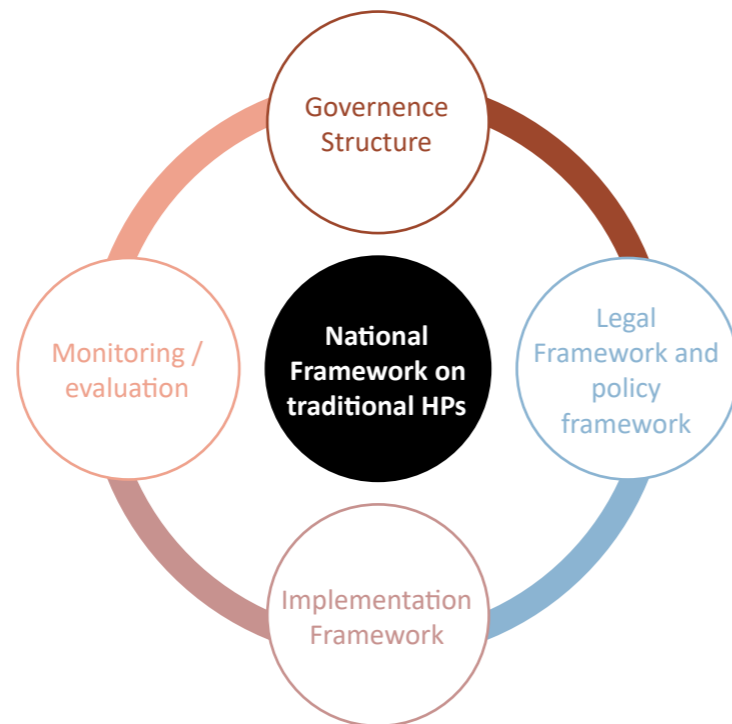 Governence
Structure
National
Framework on
traditional HPs
Legal
Framework and
policy
framework
Monitoring /
evaluation
Implementation
Framework